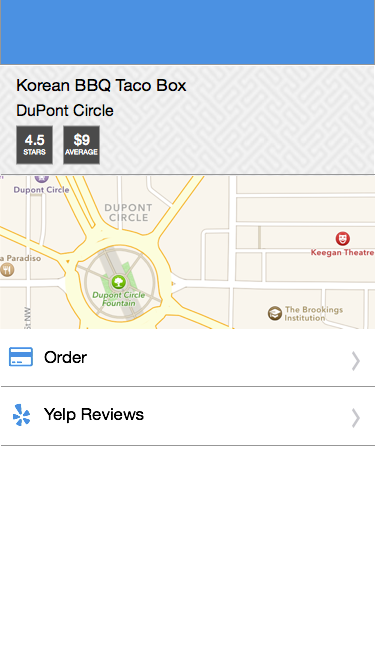 Korean BBQ Taco Box
DuPont Circle
4.5
STARS
$9
AVERAGE
Dupont Circle
DUPONT
CIRCLE
Keegan Theatre
a Paradiso
Dupont Circle
Fountain
The Brookings
Institution
St NW
Order
Yelp Reviews